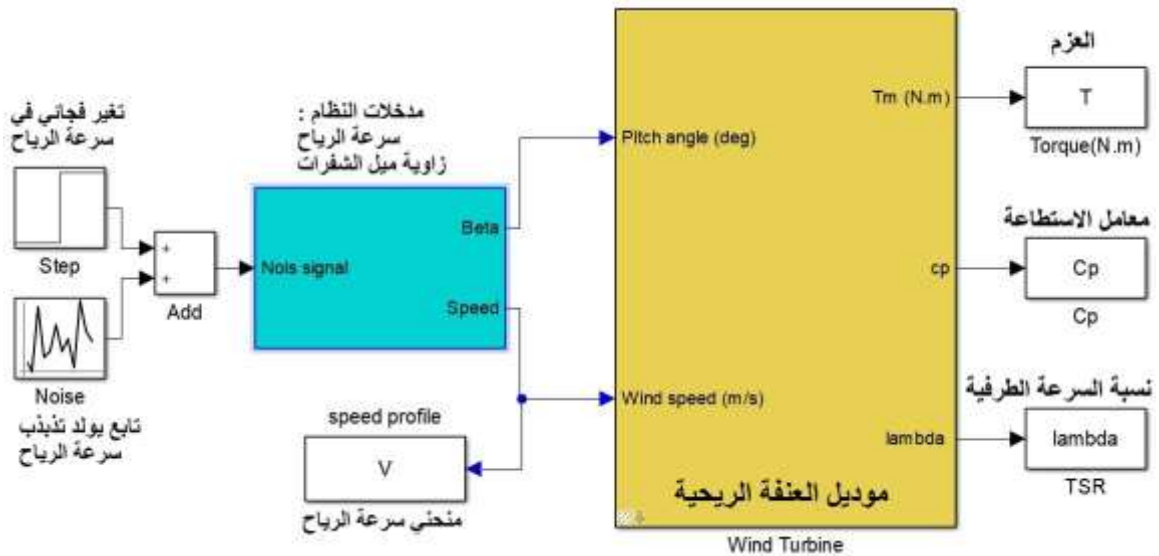 تغير فجائي في
سرعة الرياح
Step
Noise
تابع يولد تذبذب
سرعة الرياح
+
+
Add
مدخلات النظام :
سرعة الرياح
زاوية ميل الشفرات
Nois signal
Beta
Speed
speed profile
V
منحني سرعة الرياح
Pitch angle (deg)
Wind speed (m/s)
Tm (N.m)
cp
lambda
موديل العنفة الريحية
Wind Turbine
العزم
T
Torque(N.m)
معامل الاستطاعة
Cp
Cp
نسبة السرعة الطرفية
lambda
TSR